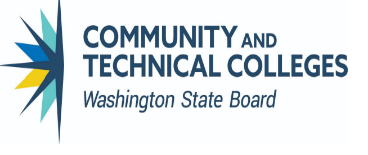 COMMUNITY AND
TECHNICAL COLLEGES
Washington State Board